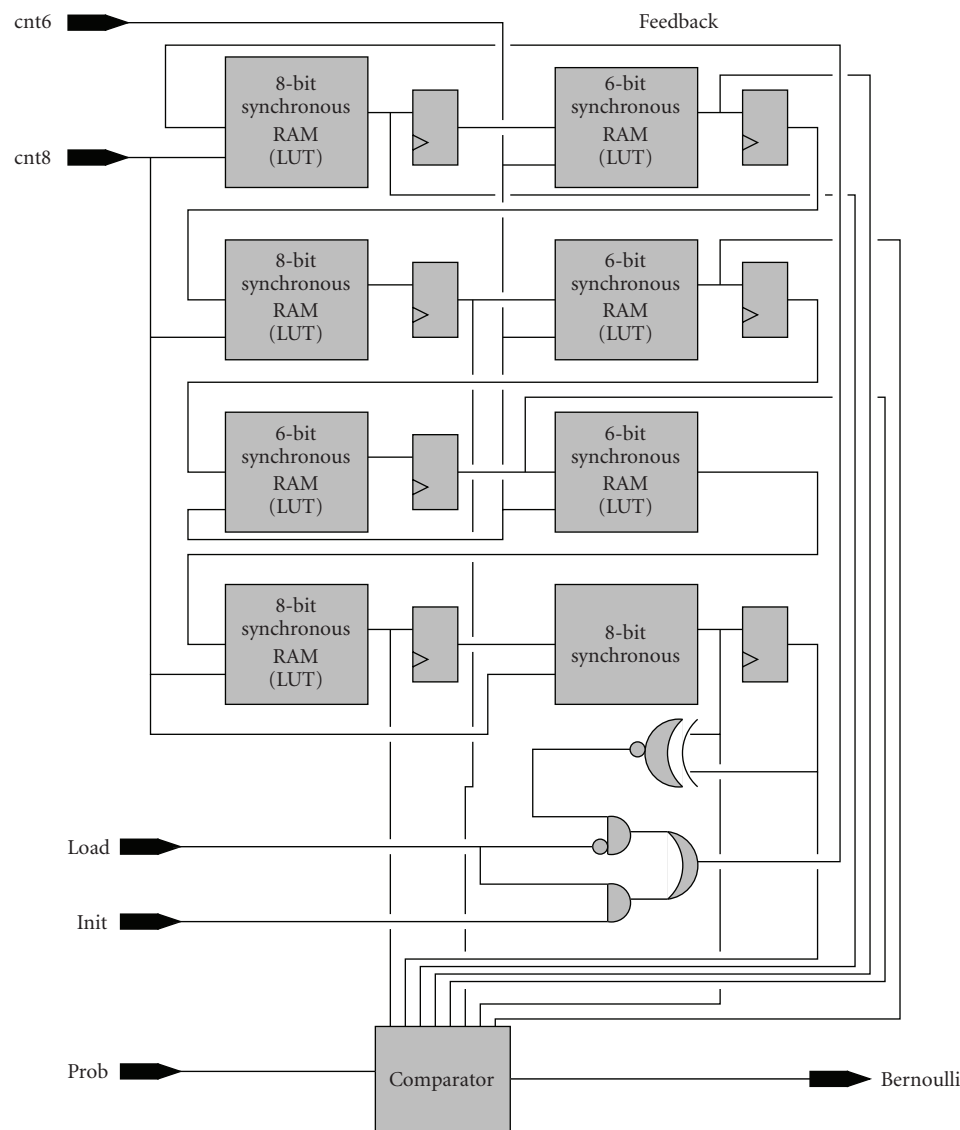 cnt6
Feedback
8-bit
synchronous
RAM
(LUT)
6-bit
synchronous
RAM
(LUT)
cnt8
8-bit
synchronous
RAM
(LUT)
6-bit
synchronous
RAM
(LUT)
6-bit
synchronous
RAM
(LUT)
6-bit
synchronous
RAM
(LUT)
8-bit
synchronous
RAM
(LUT)
8-bit
synchronous
Load
Init
Prob
Comparator
Bernoulli